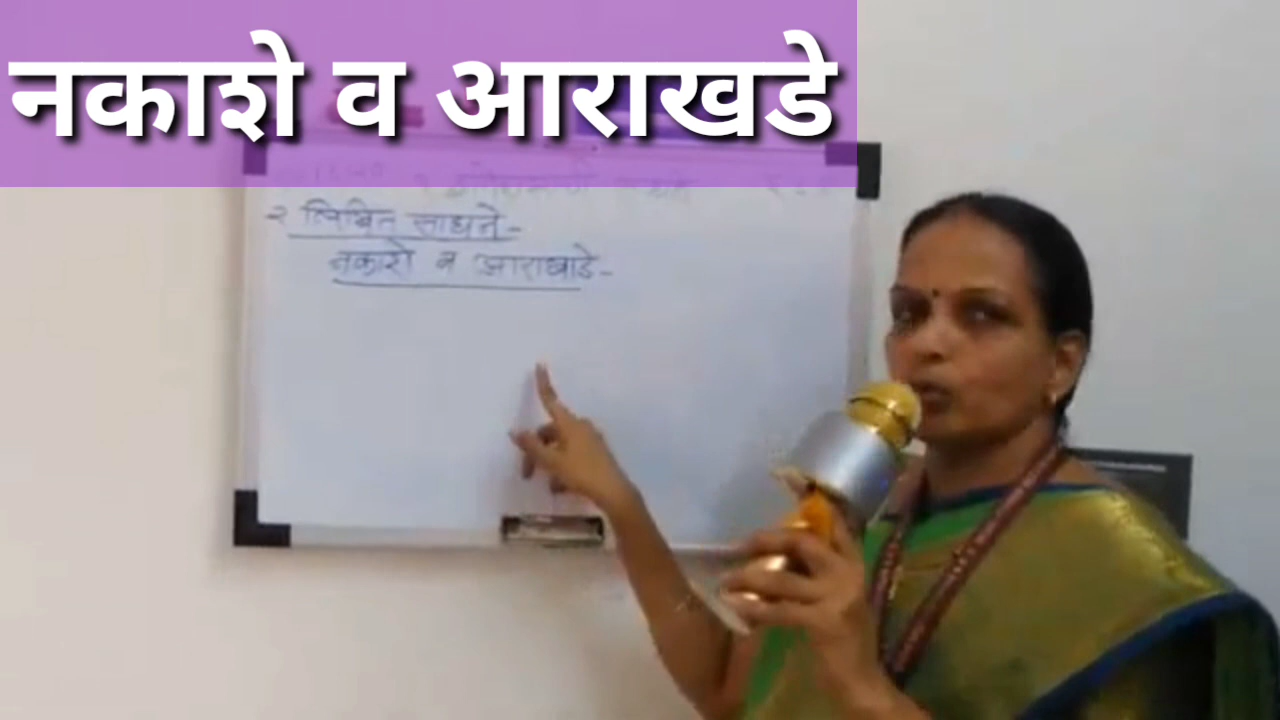 नकाशे व आराखडे
२ लिखित साधने-
नकाशे व आराखडे-